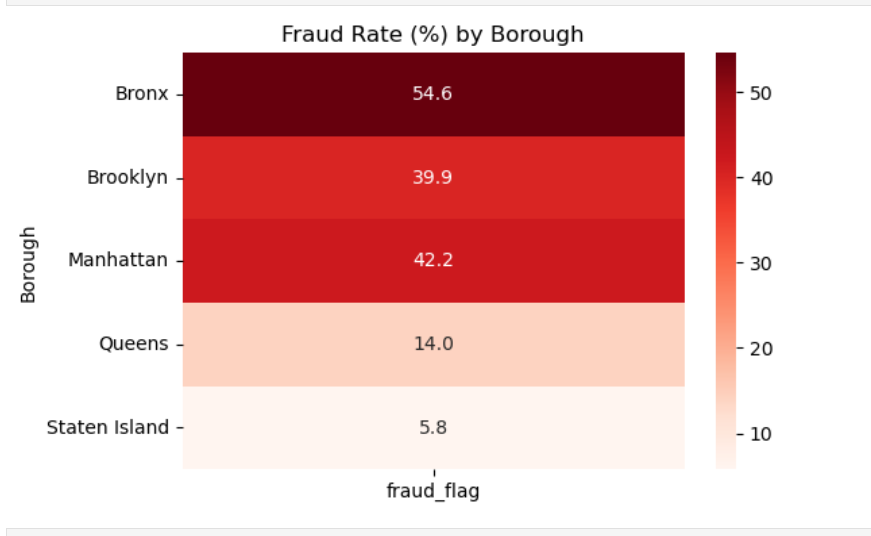 Fraud Rate (%) by Borough
Bronx
54.6
50
Brooklyn
39.9
40
Manhattan
42.2
30
Borough
Queens
14.0
20
Staten Island
5.8
10
fraud_flag